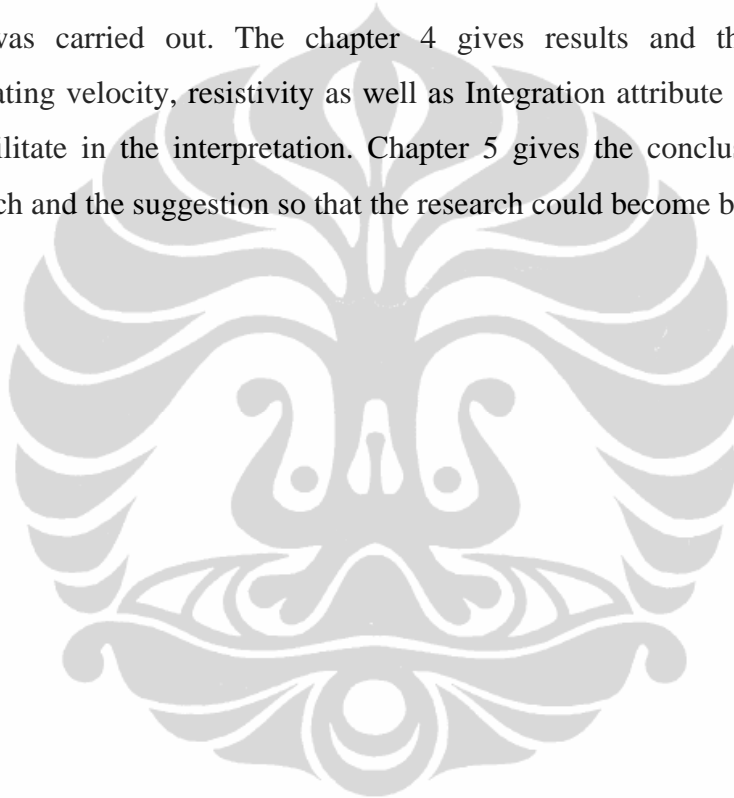 was carried out. The chapter 4 gives results and th
ating velocity, resistivity as well as Integration attribute
ilitate in the interpretation. Chapter 5 gives the conclus
ch and the suggestion so that the research could become b